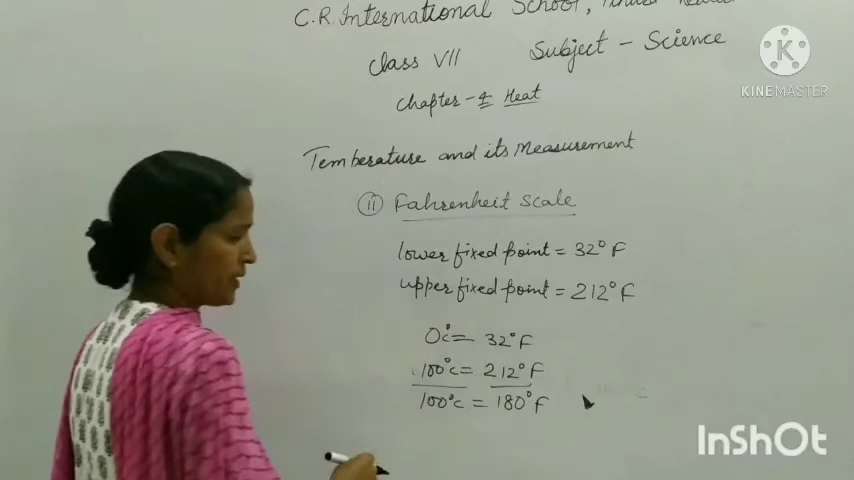 C.R. International School,
Class VII Subject - Science
KINEMASTER
Chapter - 4 Heat
Temperature and its Measurement
(ii) Fahrenheit Scale
lower fixed point = 32° F
upper fixed point = 212° F
0°c = 32° F
100°c = 212° F
100°c = 180° F
InShOt